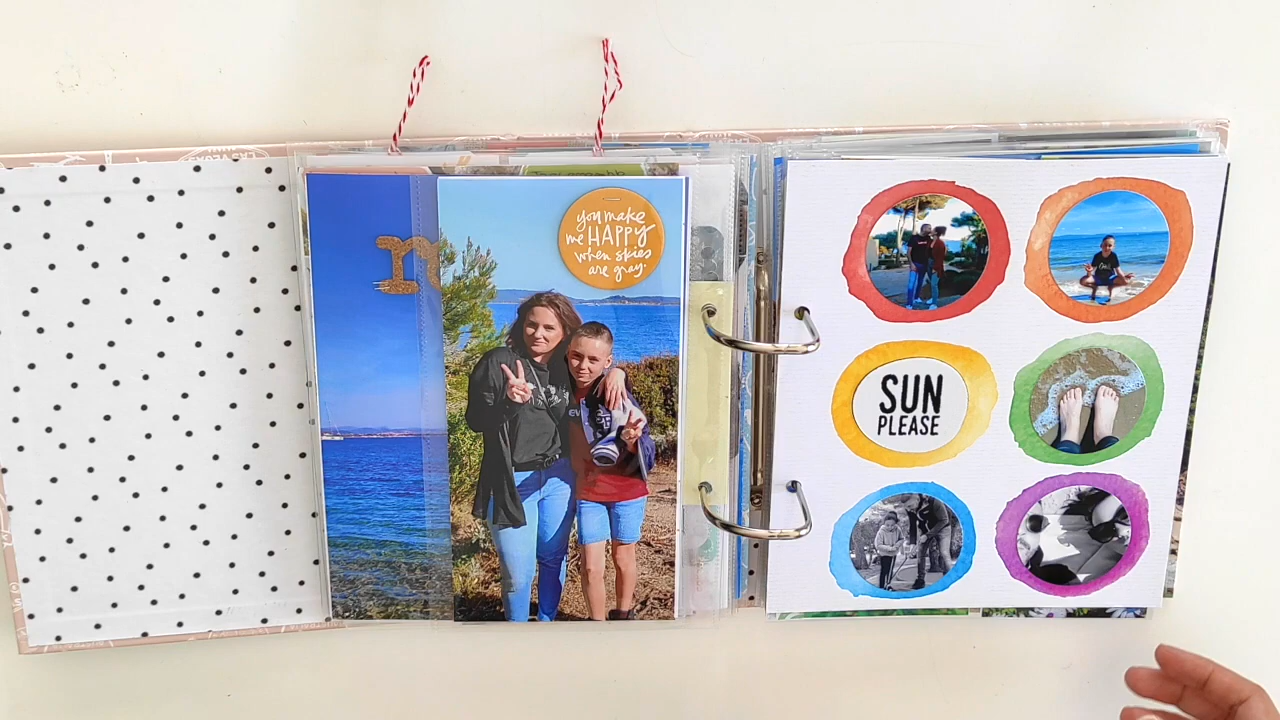 you make
me HAPPY
when skies
are gray.
SUN
PLEASE